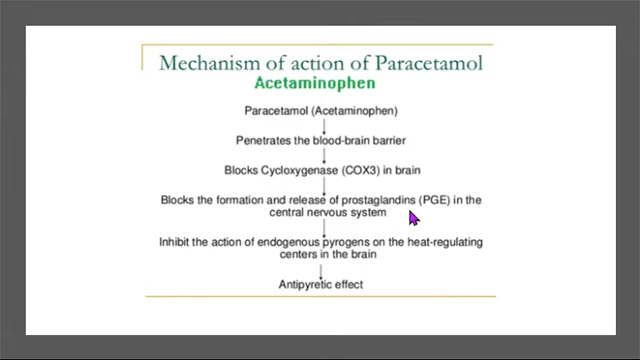 Mechanism of action of Paracetamol
Acetaminophen
Paracetamol (Acetaminophen)
Penetrates the blood-brain barrier
Blocks Cycloxygenase (COX3) in brain
Blocks the formation and release of prostaglandins (PGE) in the
central nervous system
Inhibit the action of endogenous pyrogens on the heat-regulating
centers in the brain
Antipyretic effect